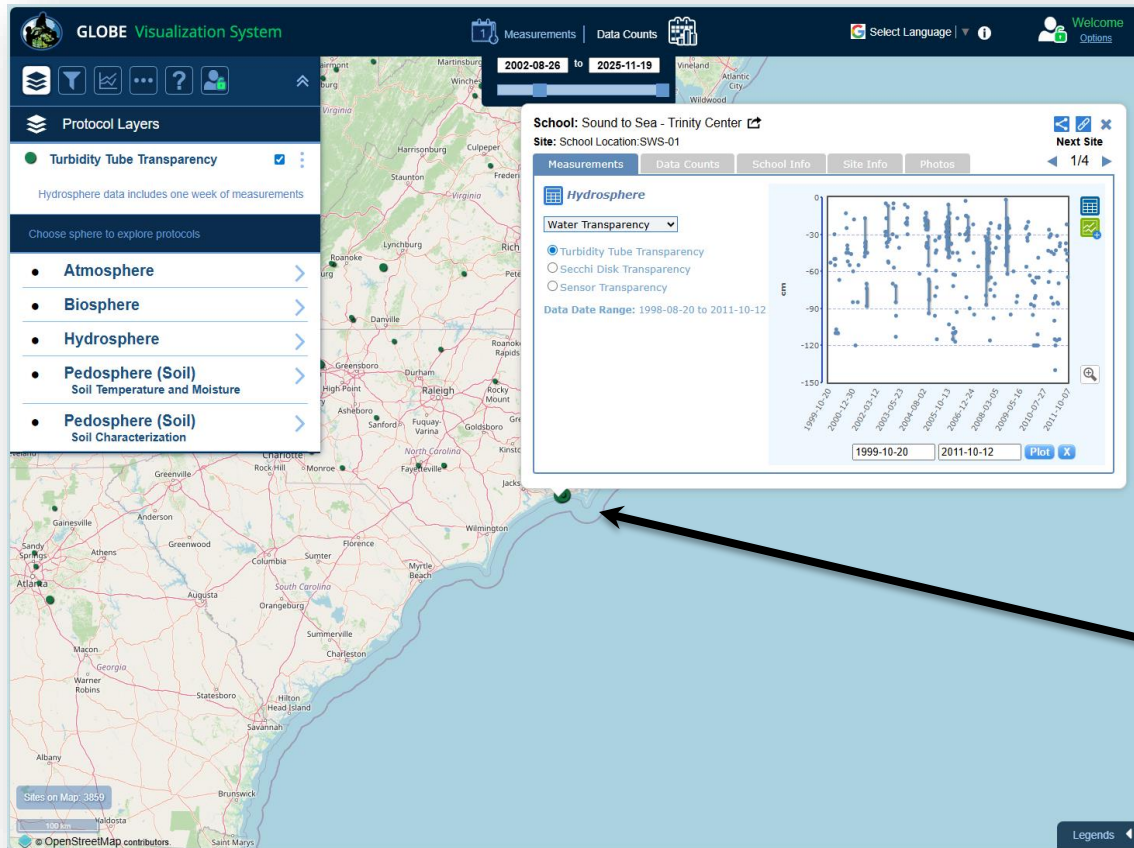 GLOBE Visualization System
1 Measurements | Data Counts
G Select Language | ▼
Welcome
Options
2002-08-26 to 2025-11-19
Protocol Layers
Turbidity Tube Transparency
Hydrosphere data includes one week of measurements
Choose sphere to explore protocols
Atmosphere
Biosphere
Hydrosphere
Pedosphere (Soil)
Soil Temperature and Moisture
Pedosphere (Soil)
Soil Characterization
School: Sound to Sea - Trinity Center
Site: School Location:SWS-01
Next Site
1/4
Measurements Data Counts School Info Site Info Photos
Hydrosphere
Water Transparency
Turbidity Tube Transparency
Secchi Disk Transparency
Sensor Transparency
Data Date Range: 1998-08-20 to 2011-10-12
cm
0
-30
-60
-90
-120
-150
1999-10-20
2000-12-30
2002-03-12
2003-05-23
2004-08-02
2005-10-13
2006-12-24
2008-03-05
2009-05-16
2010-07-27
2011-10-07
1999-10-20 2011-10-12 Plot X
Martinsburg
Vineland
Atlantic
City
Wildwood
Virginia
Harrisonburg
Culpeper
Staunton
Virginia
Lynchburg
Roanoke
Danville
Roanoke
Rapids
Greensboro
Durham
High Point
Raleigh
Rocky
Mount
Asheboro
Sanford
Fuquay-
Varina
Goldsboro
North Carolina
Charlotte
Rock Hill
Monroe
Fayetteville
Greenville
Wilmington
Gainesville
Anderson
Greenwood
Florence
Sandy
Springs
Athens
Columbia
Sumter
Myrtle
Beach
Atlanta
Augusta
South Carolina
Orangeburg
Summerville
Charleston
Macon
Georgia
Warner
Robins
Statesboro
Hilton
Head Island
Savannah
Albany
Brunswick
Sites on Map: 3859
100 km
Valdosta
© OpenStreetMap contributors.
Saint Marys
Legends